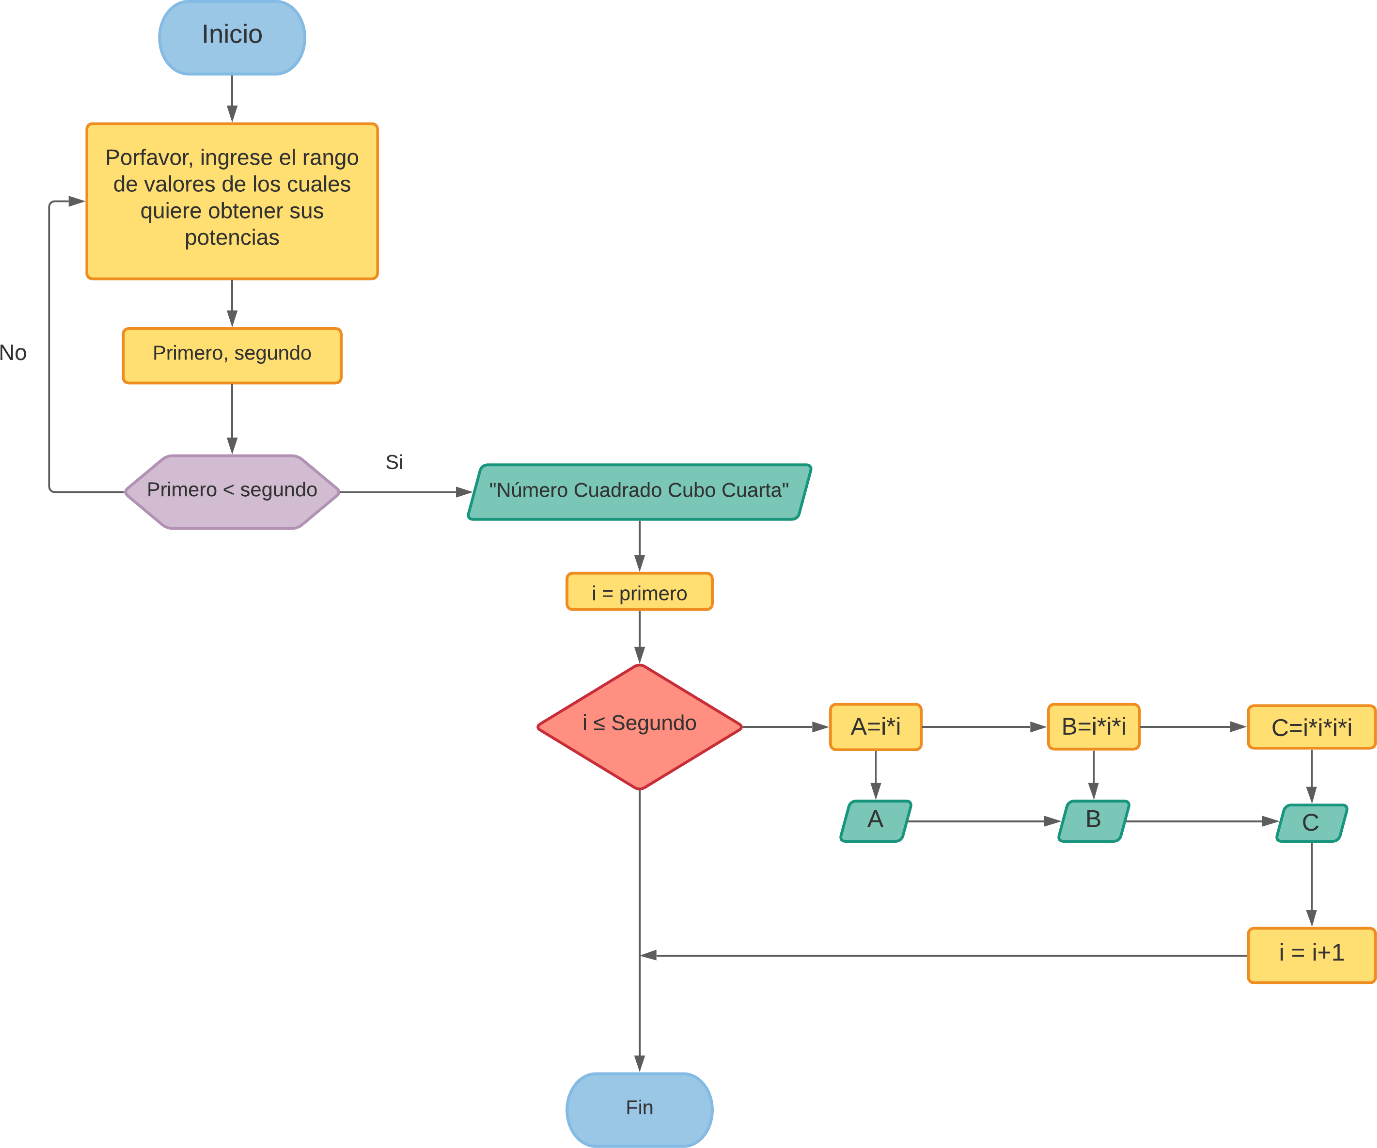 Inicio
Porfavor, ingrese el rango
de valores de los cuales
quiere obtener sus
potencias
No
Primero, segundo
Si
Primero < segundo
"Número Cuadrado Cubo Cuarta"
i = primero
i ≤ Segundo
A=i*i
B=i*i*i
C=i*i*i*i
A
B
C
i = i+1
Fin